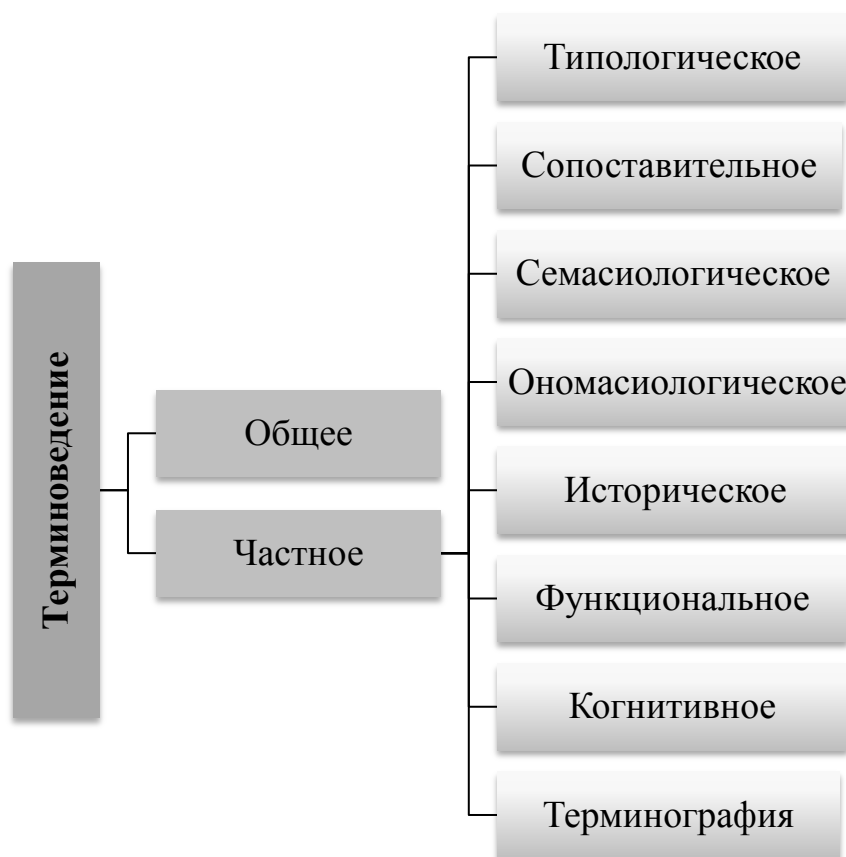 Терминоведение
Общее
Частное
Типологическое
Сопоставительное
Семасиологическое
Ономасиологическое
Историческое
Функциональное
Когнитивное
Терминография